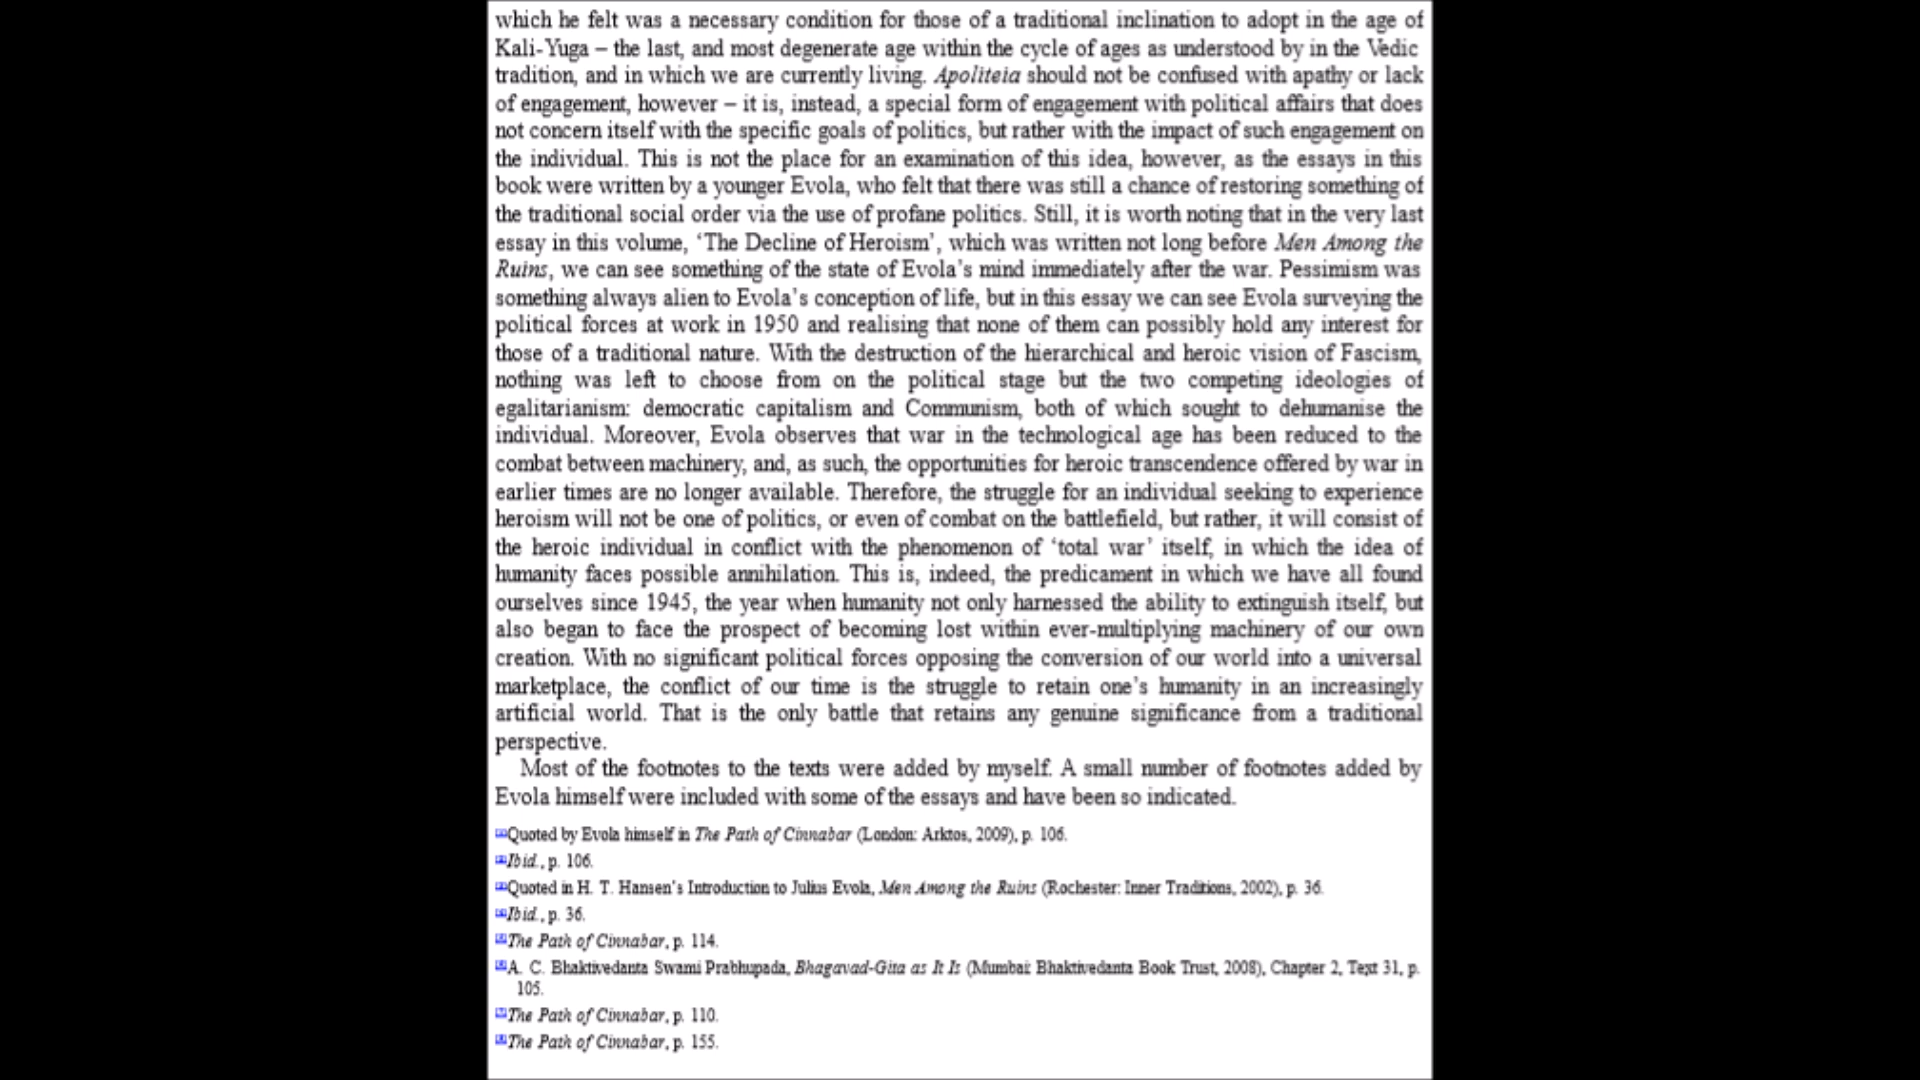 which he felt was a necessary condition for those of a traditional inclination to adopt in the age of
Kali-Yuga – the last, and most degenerate age within the cycle of ages as understood by in the Vedic
tradition, and in which we are currently living. Apoliteia should not be confused with apathy or lack
of engagement, however – it is, instead, a special form of engagement with political affairs that does
not concern itself with the specific goals of politics, but rather with the impact of such engagement on
the individual. This is not the place for an examination of this idea, however, as the essays in this
book were written by a younger Evola, who felt that there was still a chance of restoring something of
the traditional social order via the use of profane politics. Still, it is worth noting that in the very last
essay in this volume, ‘The Decline of Heroism’, which was written not long before Men Among the
Ruins, we can see something of the state of Evola’s mind immediately after the war. Pessimism was
something always alien to Evola’s conception of life, but in this essay we can see Evola surveying the
political forces at work in 1950 and realising that none of them can possibly hold any interest for
those of a traditional nature. With the destruction of the hierarchical and heroic vision of Fascism,
nothing was left to choose from on the political stage but the two competing ideologies of
egalitarianism: democratic capitalism and Communism, both of which sought to dehumanise the
individual. Moreover, Evola observes that war in the technological age has been reduced to the
combat between machinery, and, as such, the opportunities for heroic transcendence offered by war in
earlier times are no longer available. Therefore, the struggle for an individual seeking to experience
heroism will not be one of politics, or even of combat on the battlefield, but rather, it will consist of
the heroic individual in conflict with the phenomenon of ‘total war’ itself, in which the idea of
humanity faces possible annihilation. This is, indeed, the predicament in which we have all found
ourselves since 1945, the year when humanity not only harnessed the ability to extinguish itself, but
also began to face the prospect of becoming lost within ever-multiplying machinery of our own
creation. With no significant political forces opposing the conversion of our world into a universal
marketplace, the conflict of our time is the struggle to retain one’s humanity in an increasingly
artificial world. That is the only battle that retains any genuine significance from a traditional
perspective.
Most of the footnotes to the texts were added by myself. A small number of footnotes added by
Evola himself were included with some of the essays and have been so indicated.
Quoted by Evola himself in The Path of Cinnabar (London: Arktos, 2009), p. 106.
Ibid., p. 106.
Quoted in H. T. Hansen’s Introduction to Julius Evola, Men Among the Ruins (Rochester: Inner Traditions, 2002), p. 36.
Ibid., p. 36.
The Path of Cinnabar, p. 114.
A. C. Bhaktivedanta Swami Prabhupada, Bhagavad-Gita as It Is (Mumbai: Bhaktivedanta Book Trust, 2008), Chapter 2, Text 31, p.
105.
The Path of Cinnabar, p. 110.
The Path of Cinnabar, p. 155.